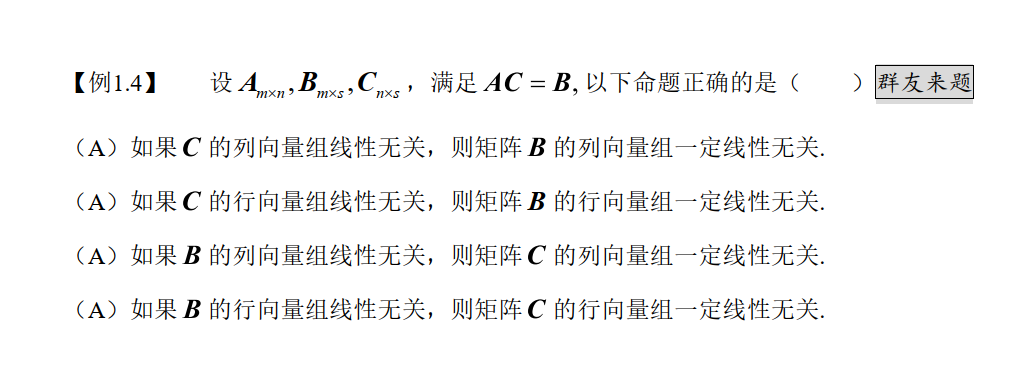 【例1.4】 设 A_{m×n}, B_{m×s}, C_{n×s}，满足 AC = B, 以下命题正确的是（ ）群友来题
（A）如果 C 的列向量组线性无关，则矩阵 B 的列向量组一定线性无关.
（A）如果 C 的行向量组线性无关，则矩阵 B 的行向量组一定线性无关.
（A）如果 B 的列向量组线性无关，则矩阵 C 的列向量组一定线性无关.
（A）如果 B 的行向量组线性无关，则矩阵 C 的行向量组一定线性无关.